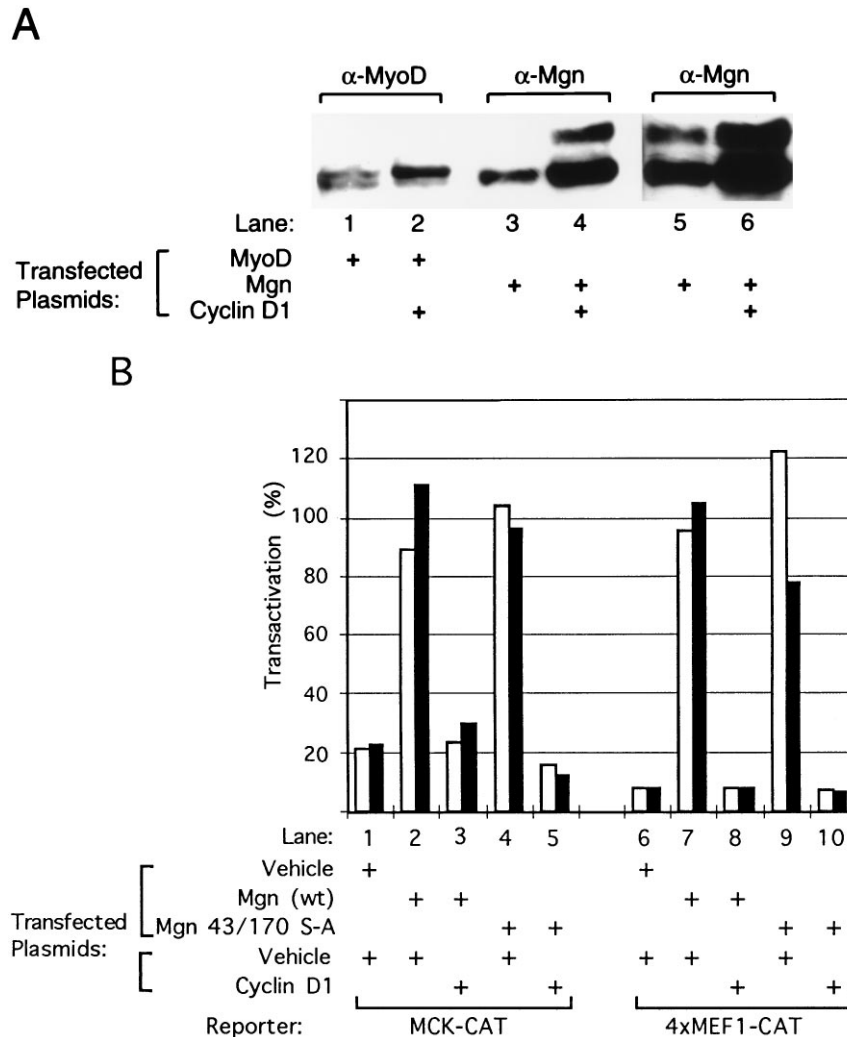 A
α-MyoD α-Mgn α-Mgn
Lane: 1 2 3 4 5 6
Transfected Plasmids:
MyoD + +
Mgn + + + +
Cyclin D1 + + +
B
Transactivation (%)
120
100
80
60
40
20
Lane: 1 2 3 4 5 6 7 8 9 10
Transfected Plasmids:
Vehicle + +
Mgn (wt) + + + +
Mgn 43/170 S-A + + + +
Vehicle + + + + + +
Cyclin D1 + + + +
Reporter: MCK-CAT 4xMEF1-CAT